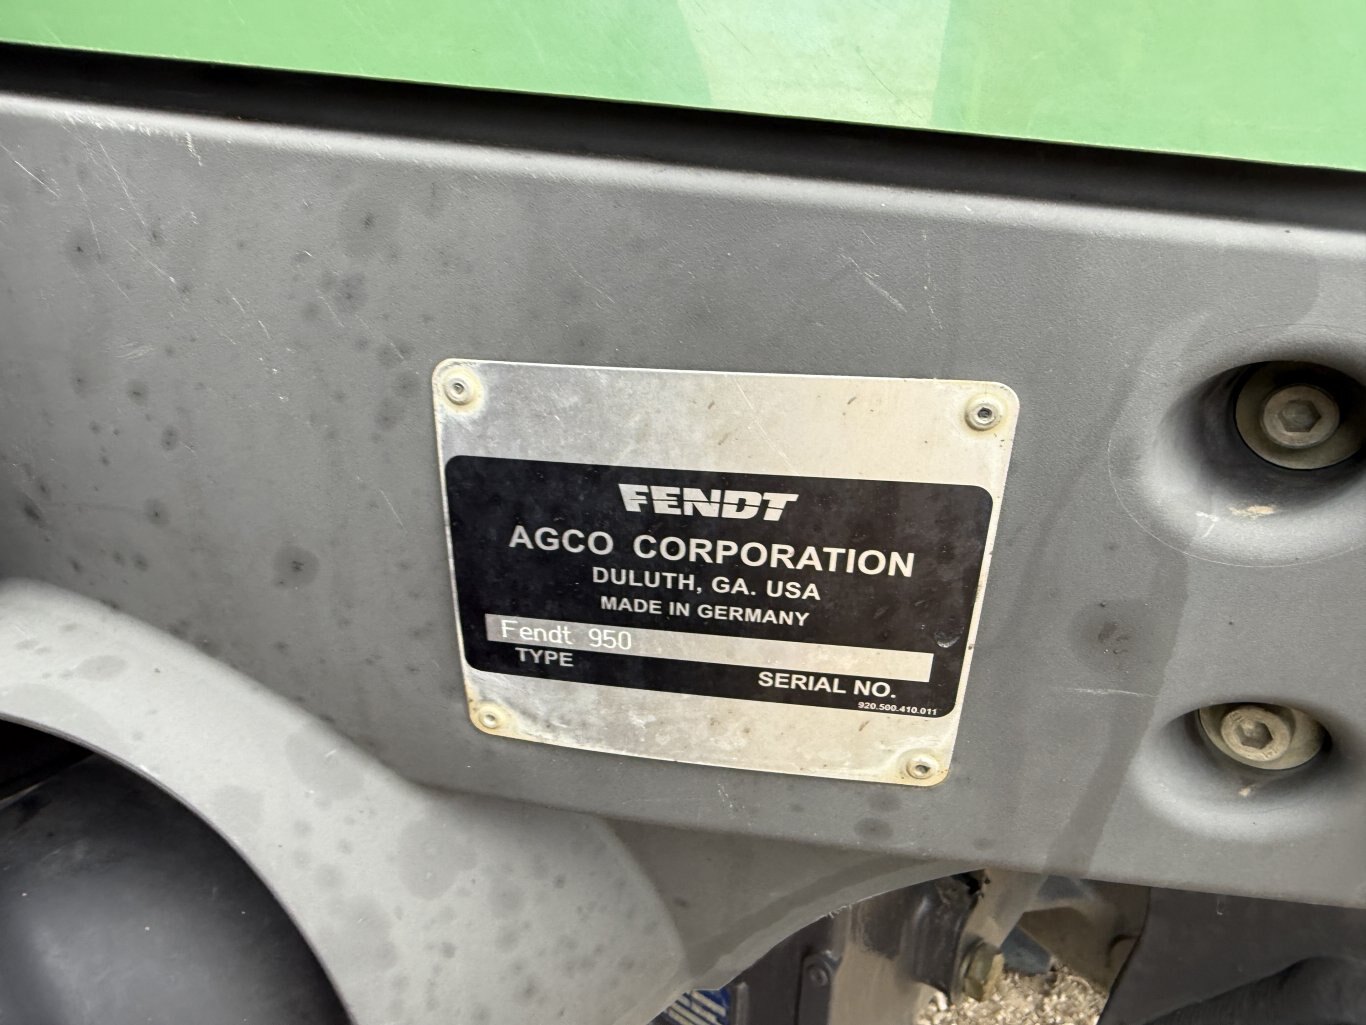 FENDT
AGCO CORPORATION
DULUTH, GA. USA
MADE IN GERMANY
Fendt 950
TYPE
SERIAL NO.
920.500.410.011